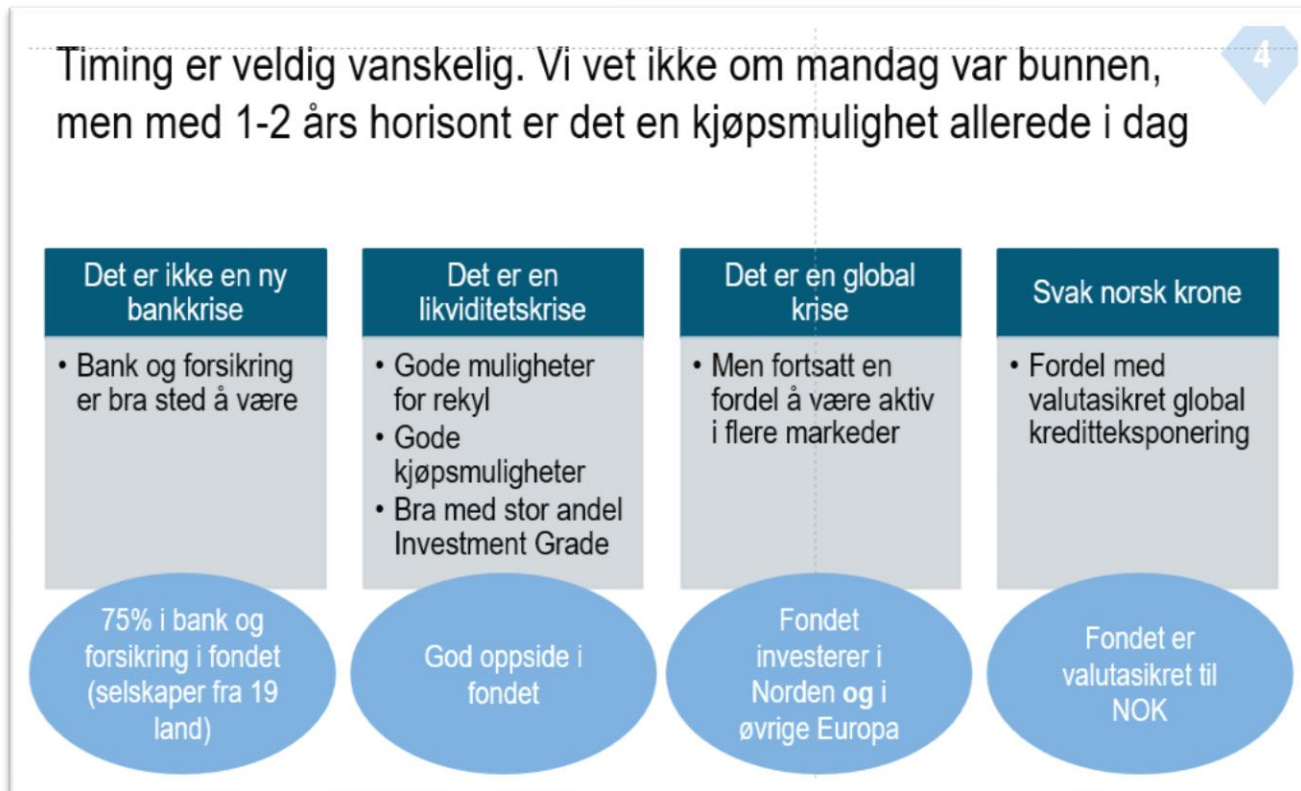 Timing er veldig vanskelig. Vi vet ikke om mandag var bunnen,
men med 1-2 års horisont er det en kjøpsmulighet allerede i dag
4
Det er ikke en ny
bankkrise
• Bank og forsikring
er bra sted å være
75% i bank og
forsikring i fondet
(selskaper fra 19
land)
Det er en
likviditetskrise
• Gode muligheter
for rekyl
• Gode
kjøpsmuligheter
• Bra med stor andel
Investment Grade
God oppside i
fondet
Det er en global
krise
• Men fortsatt en
fordel å være aktiv
i flere markeder
Fondet
investerer i
Norden og i
øvrige Europa
Svak norsk krone
• Fordel med
valutasikret global
kreditteksponering
Fondet er
valutasikret til
NOK